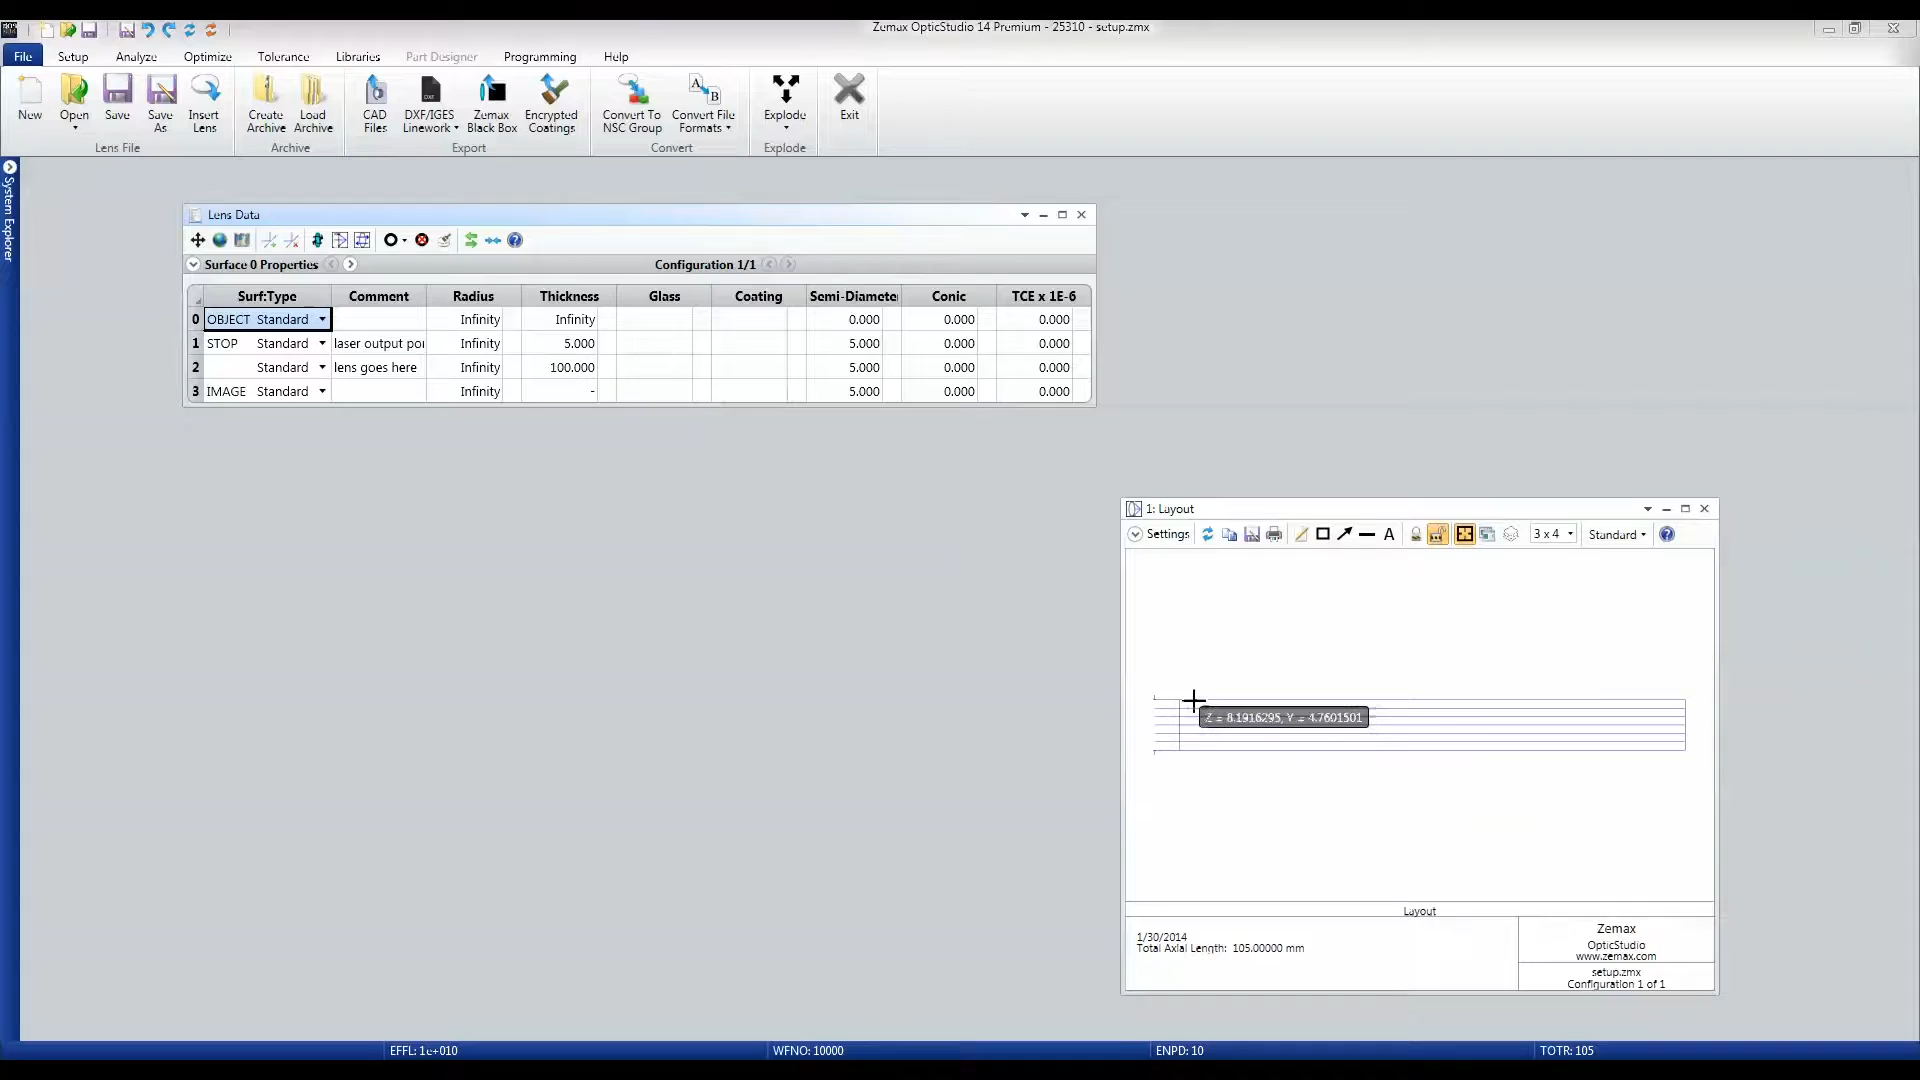 Zemax OpticStudio 14 Premium - 25310 - setup.zmx
File Setup Analyze Optimize Tolerance Libraries Part Designer Programming Help
New Open Save Save As Insert Lens Create Archive Load Archive CAD Files DXF/IGES Linework Zemax Black Box Encrypted Coatings Convert To NSC Group Convert File Formats Explode Exit
Lens File Archive Export Convert Explode
System Explorer
Lens Data
Surface 0 Properties Configuration 1/1
Surf:Type Comment Radius Thickness Glass Coating Semi-Diamete Conic TCE x 1E-6
0 OBJECT Standard Infinity Infinity 0.000 0.000 0.000
1 STOP Standard laser output poi Infinity 5.000 5.000 0.000 0.000
2 Standard lens goes here Infinity 100.000 5.000 0.000 0.000
3 IMAGE Standard Infinity - 5.000 0.000 0.000
1: Layout
Settings A 3 x 4 Standard
Z = 8.1916295, Y = 4.7601501
Layout
1/30/2014
Total Axial Length: 105.00000 mm
Zemax
OpticStudio
www.zemax.com
setup.zmx
Configuration 1 of 1
EFFL: 1e+010 WFNO: 10000 ENPD: 10 TOTR: 105